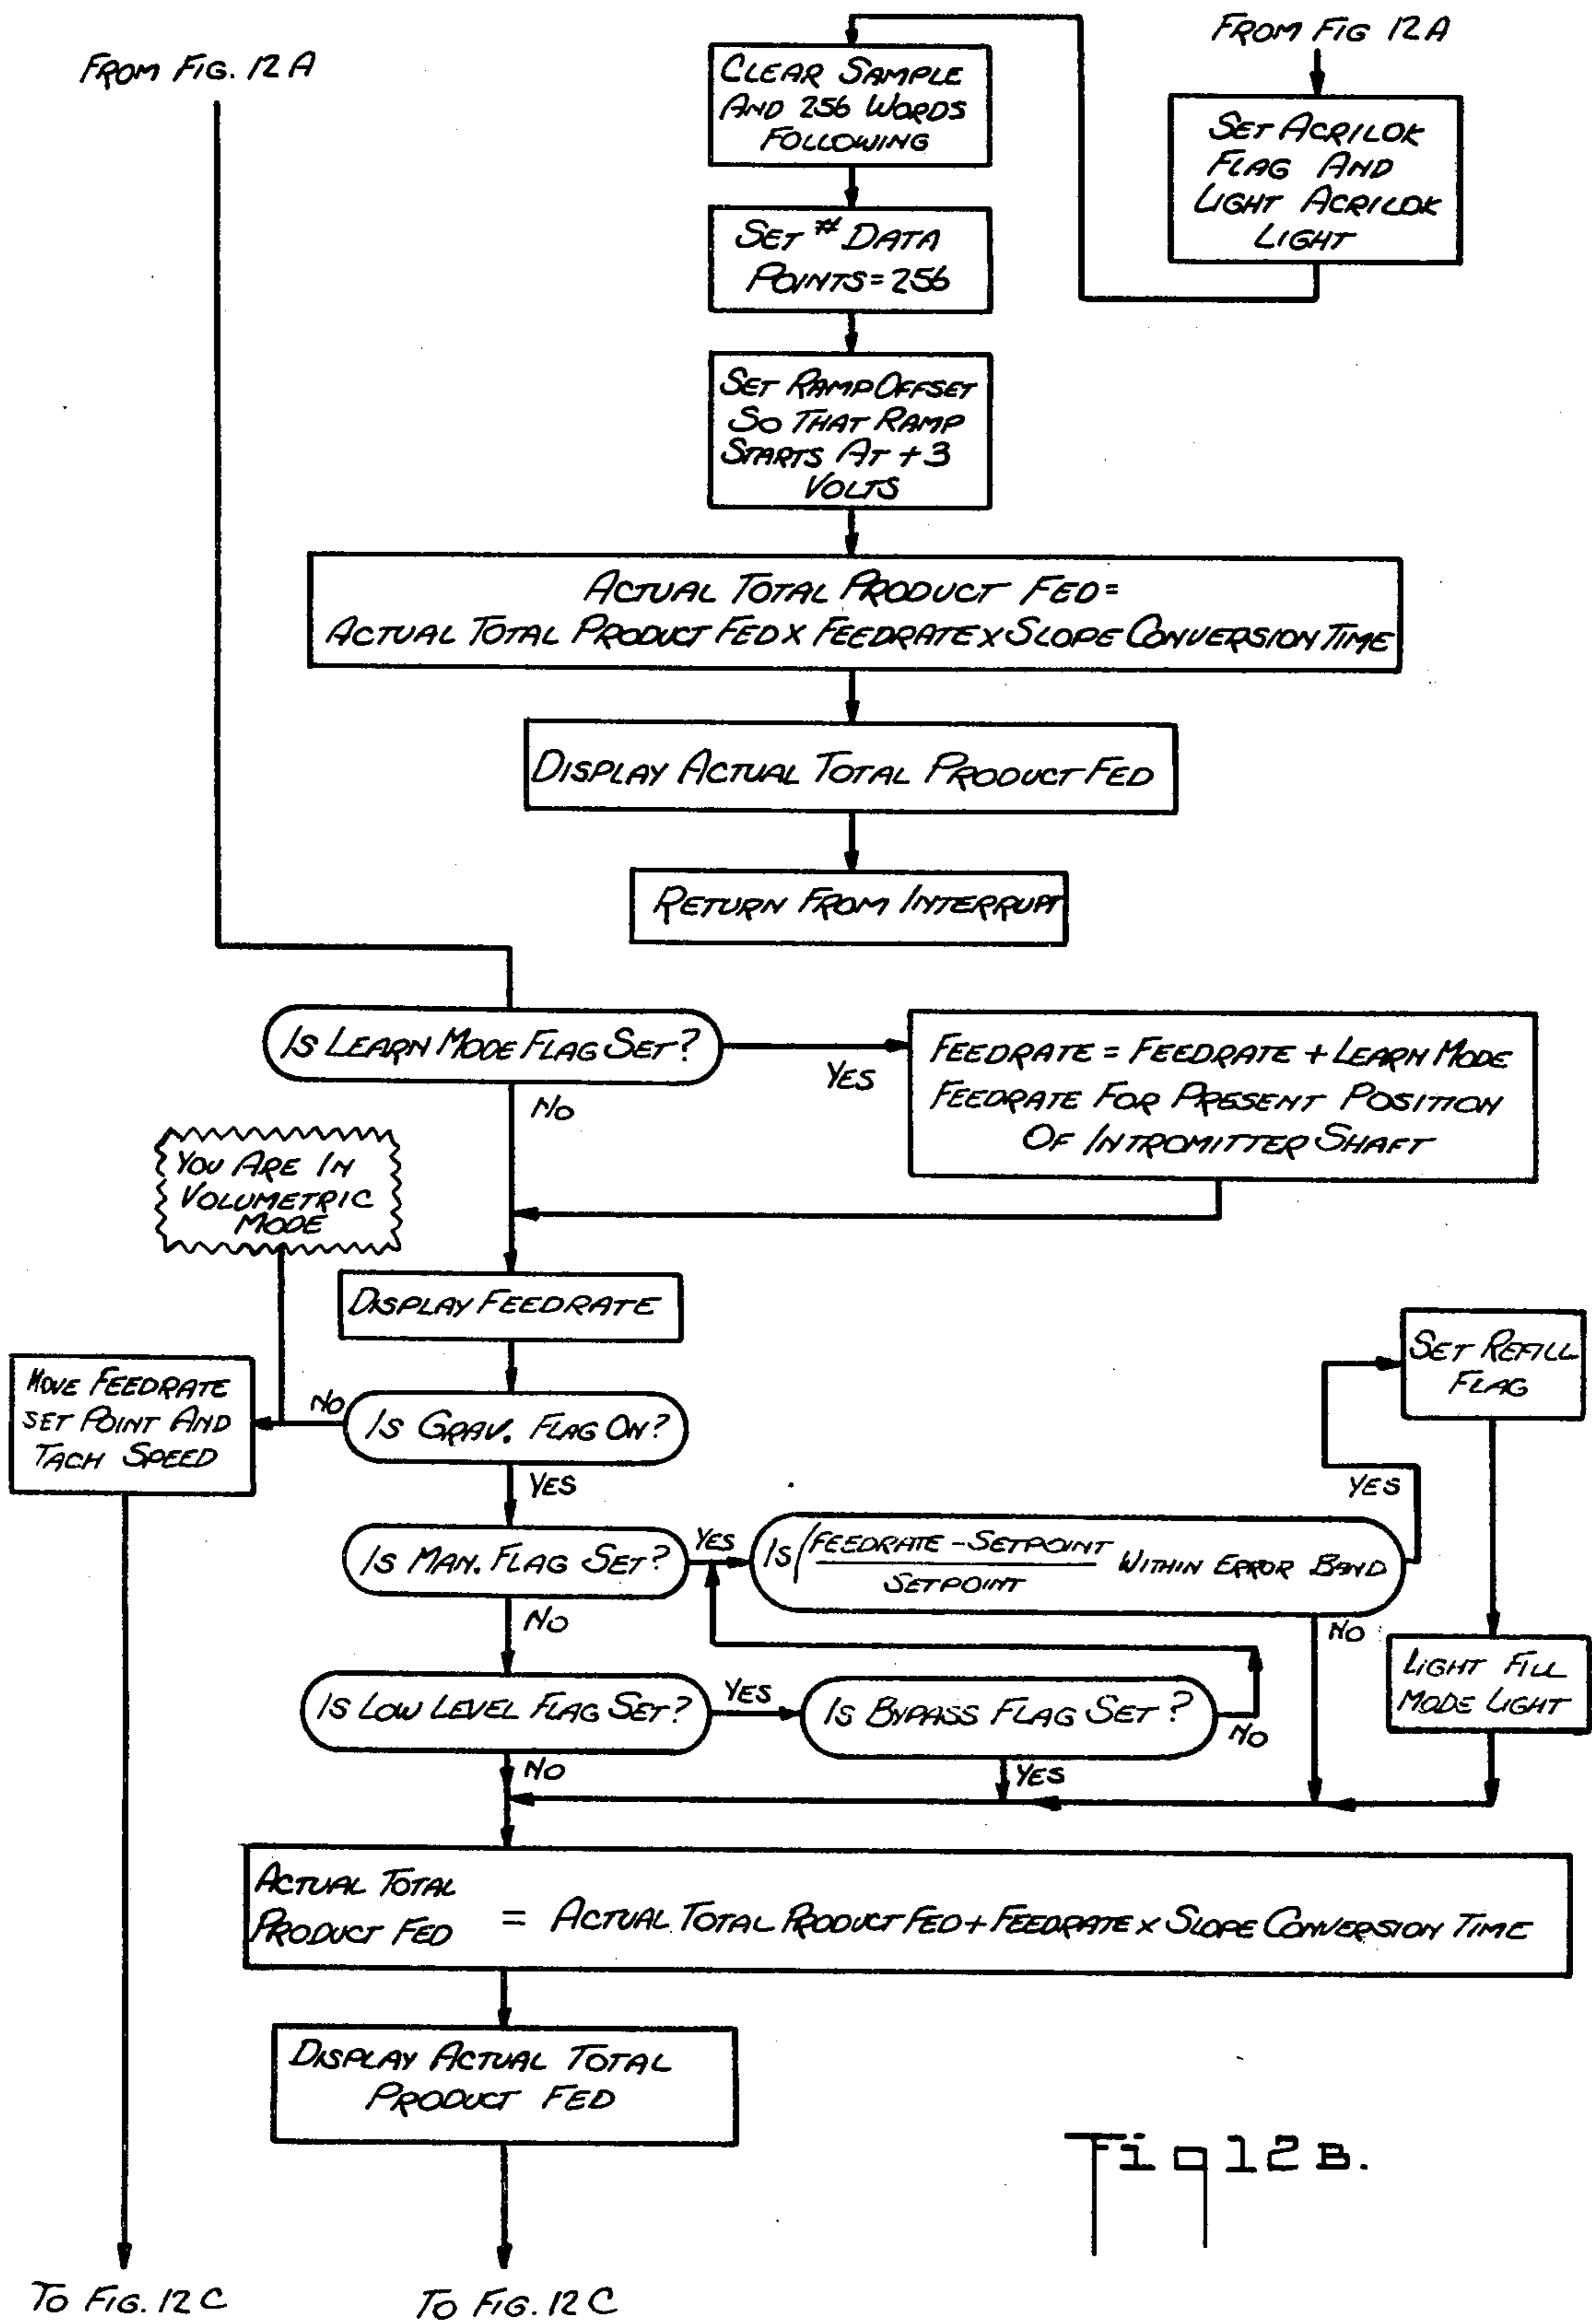 FROM FIG. 12A
FROM FIG 12A
CLEAR SAMPLE
AND 256 WORDS
FOLLOWING
SET ACRILOK
FLAG AND
LIGHT ACRILOK
LIGHT
SET # DATA
POINTS=256
SET RAMP OFFSET
SO THAT RAMP
STARTS AT +3
VOLTS
ACTUAL TOTAL PRODUCT FED=
ACTUAL TOTAL PRODUCT FED X FEEDRATE X SLOPE CONVERSION TIME
DISPLAY ACTUAL TOTAL PRODUCT FED
RETURN FROM INTERRUPT
IS LEARN MODE FLAG SET?
YES
NO
FEEDRATE = FEEDRATE + LEARN MODE
FEEDRATE FOR PRESENT POSITION
OF INTROMITTER SHAFT
YOU ARE IN
VOLUMETRIC
MODE
DISPLAY FEEDRATE
MOVE FEEDRATE
SET POINT AND
TACH SPEED
NO
IS GRAV. FLAG ON?
YES
SET REFILL
FLAG
YES
IS MAN. FLAG SET?
YES
NO
IS (FEEDRATE - SETPOINT
SETPOINT
WITHIN ERROR BAND
NO
LIGHT FILL
MODE LIGHT
IS LOW LEVEL FLAG SET?
YES
NO
IS BYPASS FLAG SET?
NO
YES
ACTUAL TOTAL
PRODUCT FED = ACTUAL TOTAL PRODUCT FED + FEEDRATE X SLOPE CONVERSION TIME
DISPLAY ACTUAL TOTAL
PRODUCT FED
Fig 12B.
TO FIG. 12C
TO FIG. 12C